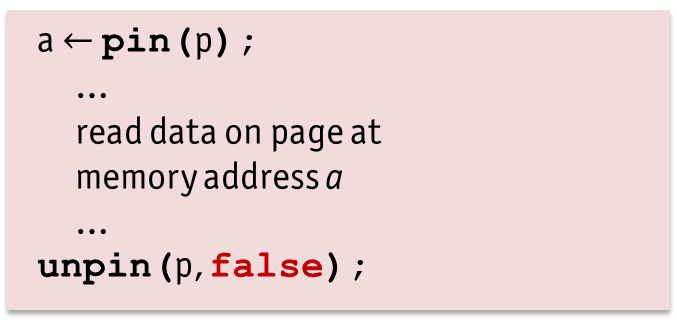 a ← pin(p);
...
read data on page at
memory address a
...
unpin(p,false);